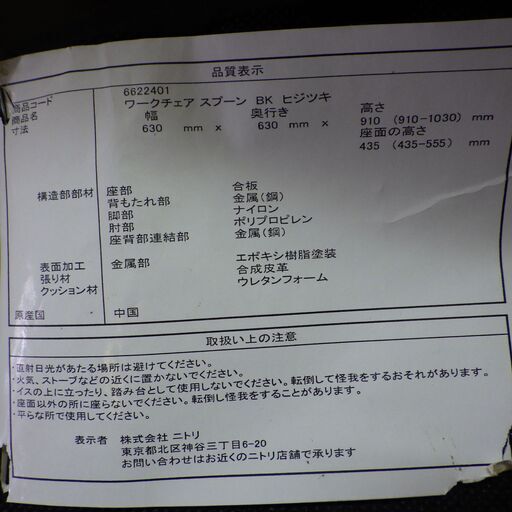 品質表示
商品コード 6622401
商品名 ワークチェア スプーン BK ヒジツキ
寸法 幅 奥行き 高さ
630 mm x 630 mm x 910 (910-1030) mm
座面の高さ
435 (435-555) mm
構造部部材 座部 合板
背もたれ部 金属(鋼)
脚部 ナイロン
肘部 ポリプロピレン
座背部連結部 金属(鋼)
表面加工 金属部 エポキシ樹脂塗装
張り材 合成皮革
クッション材 ウレタンフォーム
原産国 中国
取扱い上の注意
・直射日光があたる場所は避けてください。
・火気、ストーブなどの近くに置かないでください。
・イスの上に立ったり、踏み台として使用しないでください。転倒して怪我をするおそれがあります。
・座面以外の所に座らないでください。転倒し怪我をすることがあります。
・平らな所で使用してください。
表示者 株式会社 ニトリ
東京都北区神谷三丁目6-20
お問い合わせはお近くのニトリ店舗で承ります